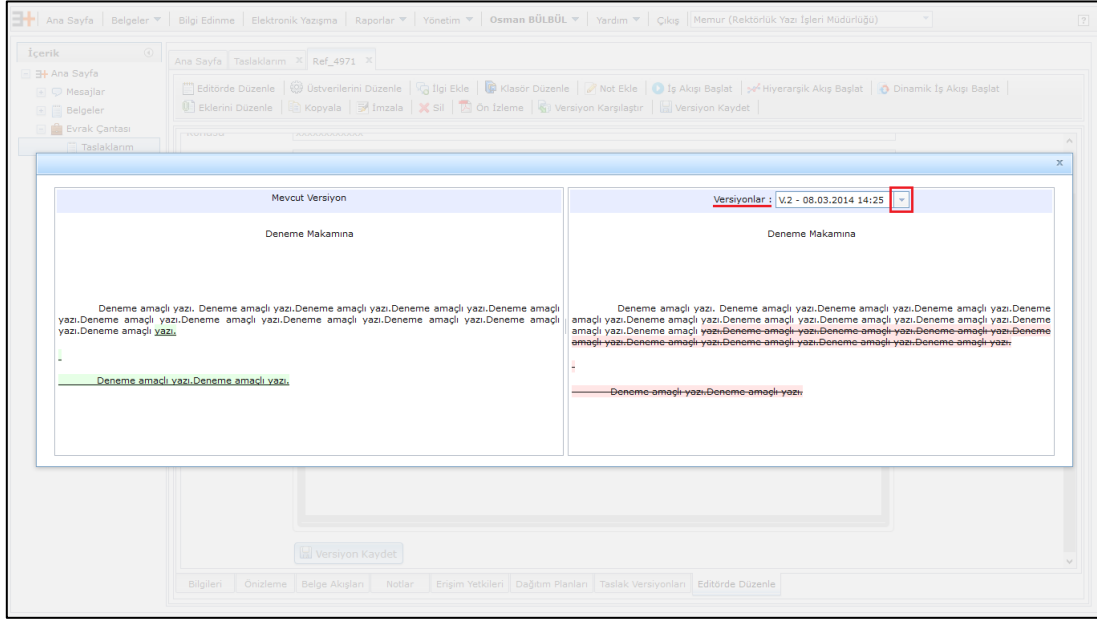 Ana Sayfa Belgeler Bilgi Edinme Elektronik Yazışma Raporlar Yönetim Osman BÜLBÜL Yardım Çıkış Memur (Rektörlük Yazı İşleri Müdürlüğü)
İçerik
Ana Sayfa
Mesajlar
Belgeler
Evrak Çantası
Taslaklarım
Ana Sayfa Taslaklarım x Ref_4971 x
Editörde Düzenle Üstverilerini Düzenle İlgi Ekle Klasör Düzenle Not Ekle İş Akışı Başlat Hiyerarşik Akış Başlat Dinamik İş Akışı Başlat
Eklerini Düzenle Kopyala İmzala Sil Ön İzleme Versiyon Karşılaştır Versiyon Kaydet
x
Mevcut Versiyon
Deneme Makamına
Deneme amaçlı yazı. Deneme amaçlı yazı.Deneme amaçlı yazı.Deneme amaçlı yazı.Deneme amaçlı
yazı.Deneme amaçlı yazı.Deneme amaçlı yazı.Deneme amaçlı yazı.Deneme amaçlı yazı.Deneme amaçlı
yazı.Deneme amaçlı yazı.
Deneme amaçlı yazı.Deneme amaçlı yazı.
Versiyonlar : V.2 - 08.03.2014 14:25
Deneme Makamına
Deneme amaçlı yazı. Deneme amaçlı yazı.Deneme amaçlı yazı.Deneme amaçlı yazı.Deneme
amaçlı yazı.Deneme amaçlı yazı.Deneme amaçlı yazı.Deneme amaçlı yazı.Deneme amaçlı yazı.Deneme
amaçlı yazı.Deneme amaçlı yazı.Deneme amaçlı yazı.Deneme amaçlı yazı.Deneme amaçlı yazı.Deneme
amaçlı yazı.Deneme amaçlı yazı.Deneme amaçlı yazı.Deneme amaçlı yazı.Deneme amaçlı yazı.
Deneme amaçlı yazı.Deneme amaçlı yazı.
Versiyon Kaydet
Bilgileri Önizleme Belge Akışları Notlar Erişim Yetkileri Dağıtım Planları Taslak Versiyonları Editörde Düzenle